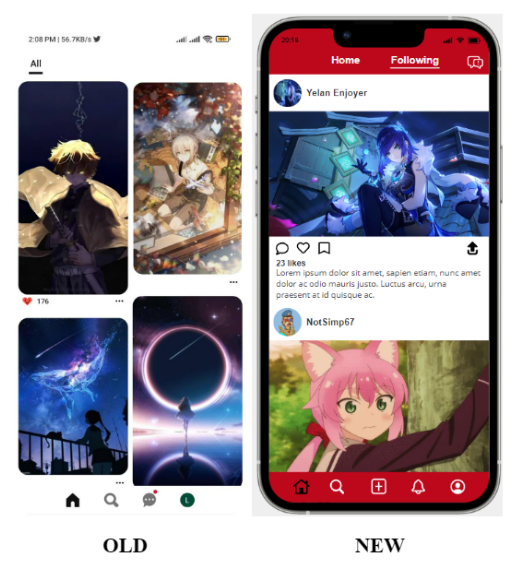 2:08 PM | 56.7KB/s
All
176
OLD
20:18
Home Following
Yelan Enjoyer
23 likes
Lorem ipsum dolor sit amet, sapien etiam, nunc amet
dolor ac odio mauris justo. Luctus arcu, urna
praesent at id quisque ac.
NotSimp67
L
NEW